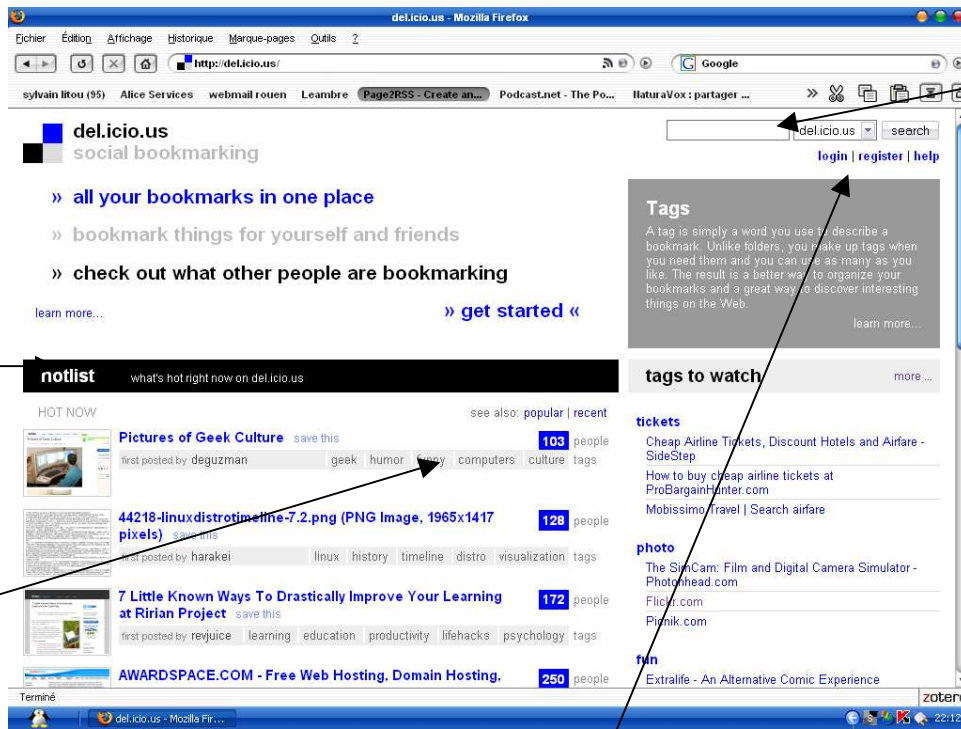 del.icio.us - Mozilla Firefox
Fichier Édition Affichage Historique Marque-pages Outils ?
http://del.icio.us/
Google
sylvain litou (95) Alice Services webmail rouen Leambre Page2RSS - Create an... Podcast.net - The Po... NaturaVox : partager ... »
del.icio.us
social bookmarking
del.icio.us search
login | register | help
» all your bookmarks in one place
» bookmark things for yourself and friends
» check out what other people are bookmarking
learn more...
» get started «
Tags
A tag is simply a word you use to describe a
bookmark. Unlike folders, you make up tags when
you need them and you can use as many as you
like. The result is a better way to organize your
bookmarks and a great way to discover interesting
things on the Web.
learn more...
hotlist what's hot right now on del.icio.us
HOT NOW see also: popular | recent
Pictures of Geek Culture save this 103 people
first posted by deguzman geek humor funny computers culture tags
44218-linuxdistrotimeline-7.2.png (PNG Image, 1965x1417 128 people
pixels) save this
first posted by harakei linux history timeline distro visualization tags
7 Little Known Ways To Drastically Improve Your Learning 172 people
at Ririan Project save this
first posted by revjuice learning education productivity lifehacks psychology tags
AWARDSPACE.COM - Free Web Hosting, Domain Hosting, 250 people
tags to watch more ...
tickets
Cheap Airline Tickets, Discount Hotels and Airfare -
SideStep
How to buy cheap airline tickets at
ProBargainHunter.com
Mobissimo Travel | Search airfare
photo
The SimCam: Film and Digital Camera Simulator -
Photonhead.com
Flickr.com
Picnik.com
fun
Extralife - An Alternative Comic Experience
Terminé
zotero
del.icio.us - Mozilla Fir...
22:12